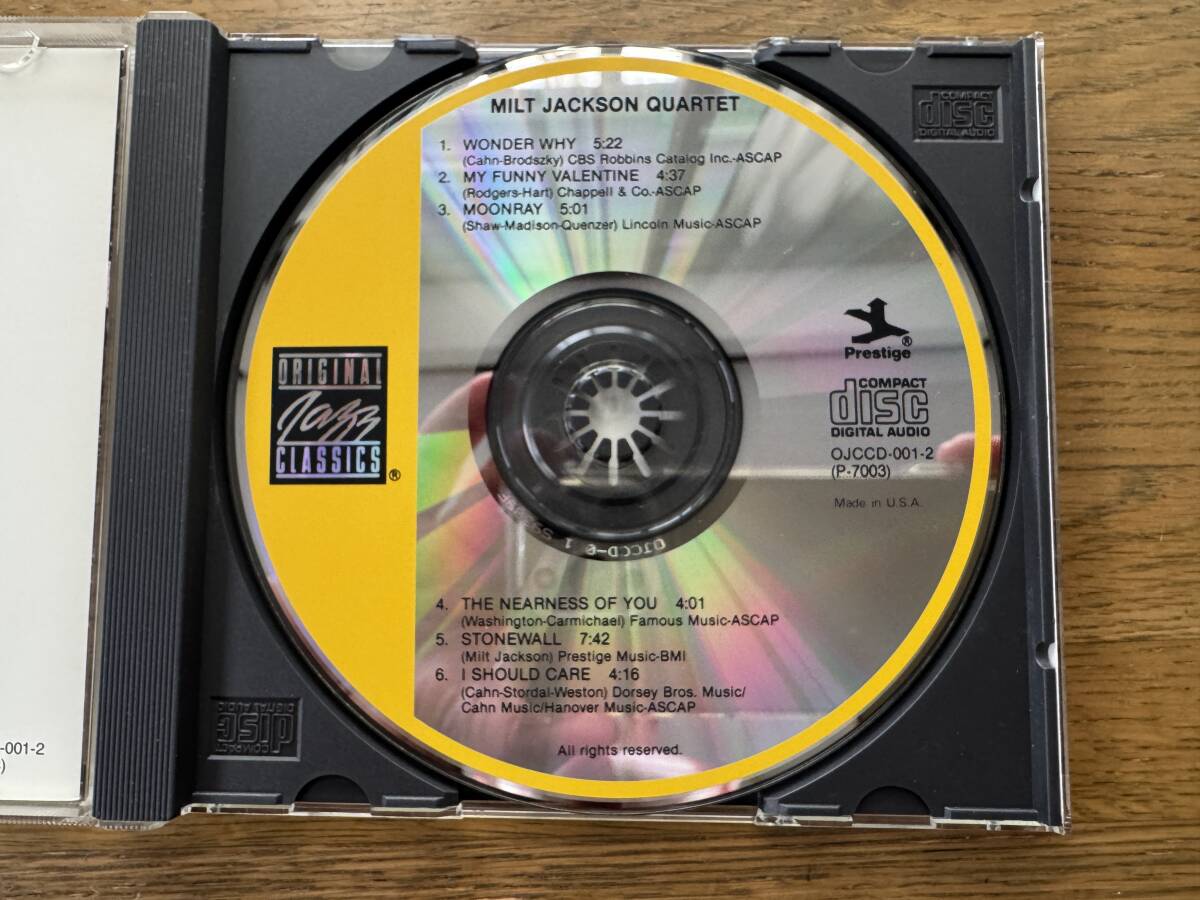 MILT JACKSON QUARTET
1. WONDER WHY 5:22
(Cahn-Brodszky) CBS Robbins Catalog Inc.-ASCAP
2. MY FUNNY VALENTINE 4:37
(Rodgers-Hart) Chappell & Co.-ASCAP
3. MOONRAY 5:01
(Shaw-Madison-Quenzer) Lincoln Music-ASCAP
ORIGINAL
Jazz
CLASSICS®
®
Prestige
COMPACT
disc
DIGITAL AUDIO
OJCCD-001-2
(P-7003)
Made in U.S.A.
4. THE NEARNESS OF YOU 4:01
(Washington-Carmichael) Famous Music-ASCAP
5. STONEWALL 7:42
(Milt Jackson) Prestige Music-BMI
6. I SHOULD CARE 4:16
(Cahn-Stordal-Weston) Dorsey Bros. Music/
Cahn Music/Hanover Music-ASCAP
All rights reserved.
COMPACT
disc
DIGITAL AUDIO
COMPACT
disc
DIGITAL AUDIO
-001-2
)